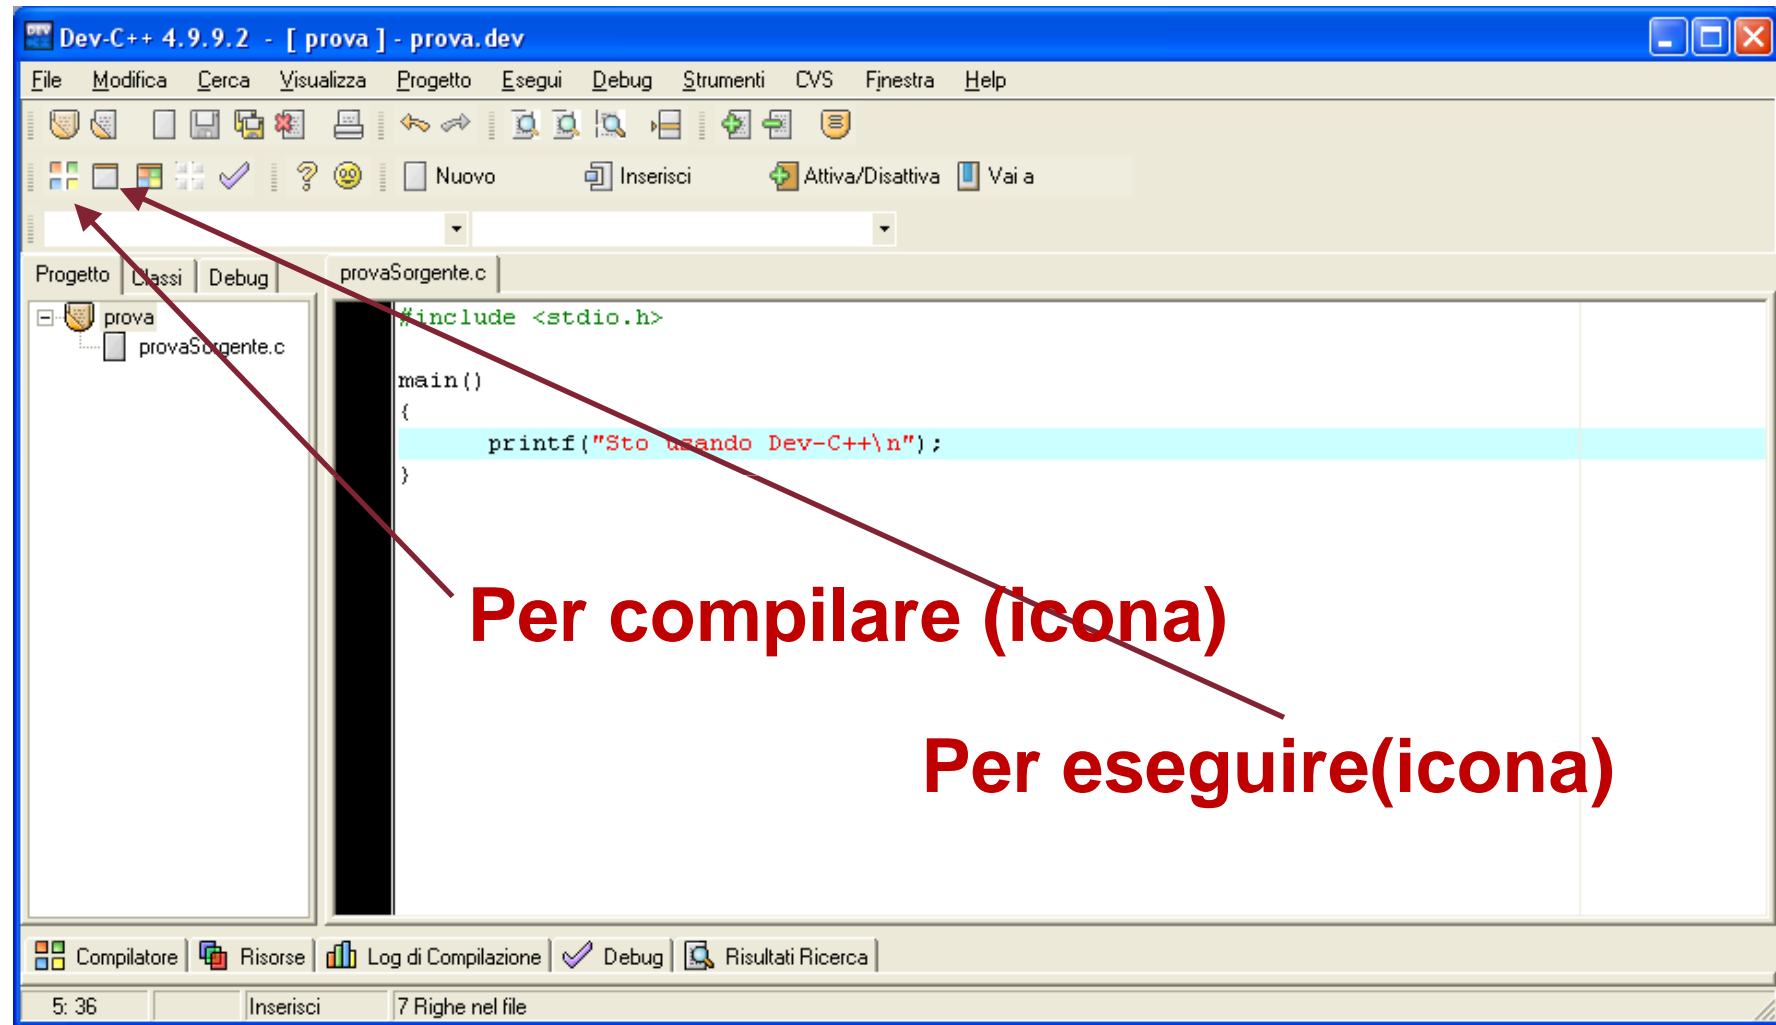 Dev-C++ 4.9.9.2 - [ prova ] - prova.dev
File Modifica Cerca Visualizza Progetto Esegui Debug Strumenti CVS Finestra Help
Nuovo Inserisci Attiva/Disattiva Vai a
Progetto Classi Debug provaSorgente.c
prova
provaSorgente.c
#include <stdio.h>
main()
{
printf("Sto usando Dev-C++\n");
}
Per compilare (icona)
Per eseguire(icona)
Compilatore Risorse Log di Compilazione Debug Risultati Ricerca
5: 36 Inserisci 7 Righe nel file